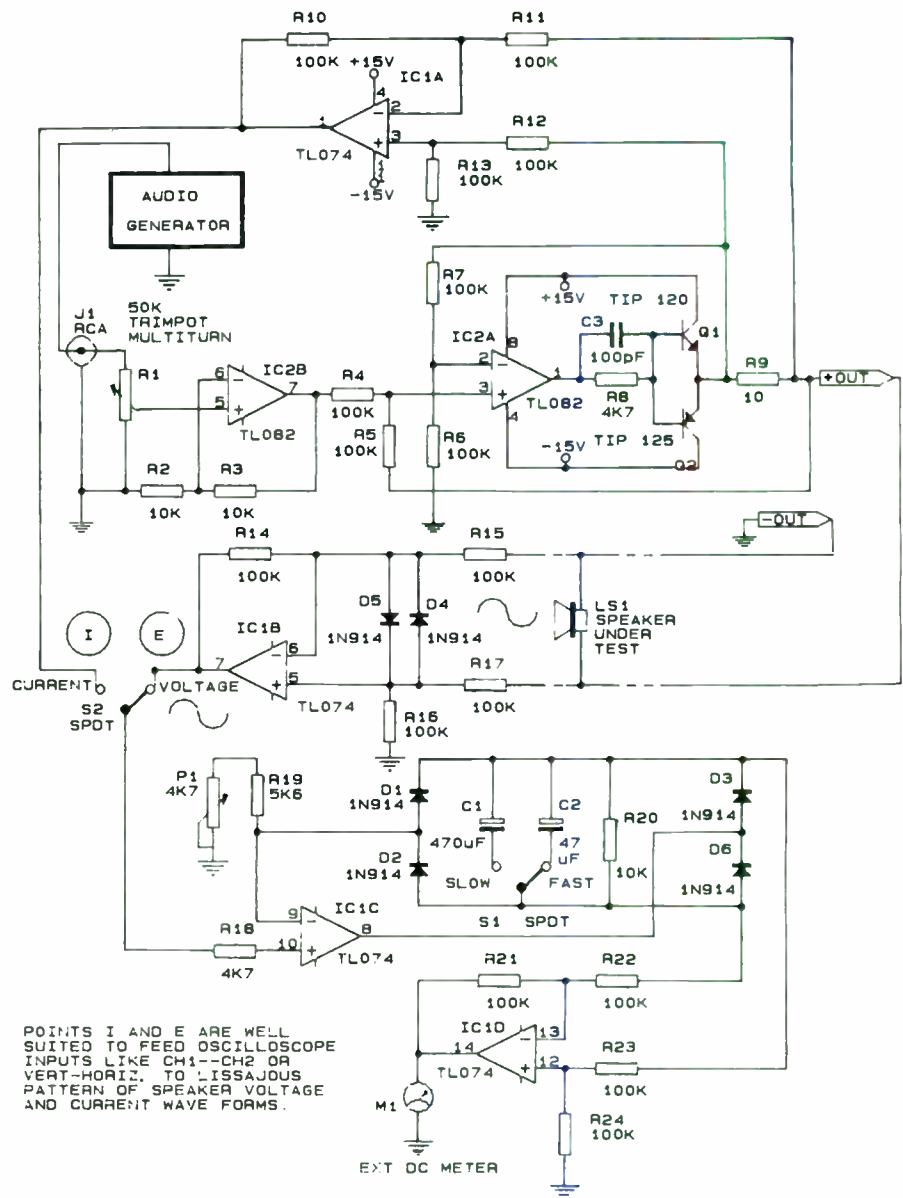 R10
R11
100K
+15V
IC1A
100K
4
2
−
1
3
+
R12
TL074
100K
R13
100K
-15V
AUDIO
GENERATOR
R7
100K
+15V
TIP 120
J1
RCA
50K
TRIMPOT
MULTITURN
C3
Q1
IC2A
8
100pF
IC2B
2
−
R9
R1
6
−
7
R4
1
+OUT
3
+
R8
5
+
100K
TL082
4K7
10
4
TL082
R5
100K
R6
100K
-15V
TIP 125
Q2
R2
R3
10K
10K
-OUT
R14
R15
100K
100K
D5
D4
LS1
SPEAKER
UNDER
TEST
I
E
IC1B
1N914
1N914
6
−
7
5
+
R17
CURRENT
VOLTAGE
S2
SPDT
TL074
100K
R16
100K
P1
4K7
R19
5K6
D1
1N914
C1
470uF
C2
47
uF
R20
10K
D3
1N914
D2
1N914
D6
1N914
SLOW
FAST
S1
SPDT
IC1C
9
−
8
R18
10
+
4K7
TL074
R21
R22
100K
100K
IC1D
13
−
14
R23
12
+
TL074
100K
POINTS I AND E ARE WELL
SUITED TO FEED OSCILLOSCOPE
INPUTS LIKE CH1--CH2 OR
VERT-HORIZ. TO LISSAJOUS
PATTERN OF SPEAKER VOLTAGE
AND CURRENT WAVE FORMS.
M1
R24
100K
EXT DC METER